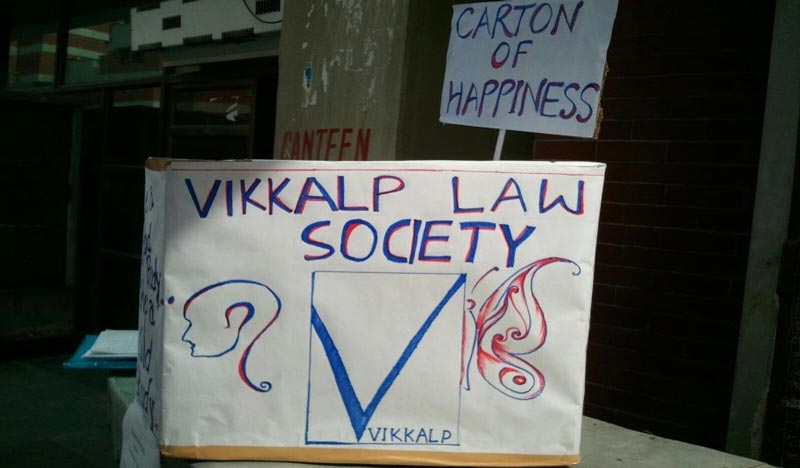 CARTON
OF
HAPPINESS
CANTEEN
VIKKALP LAW
SOCIETY
V
VIKKALP